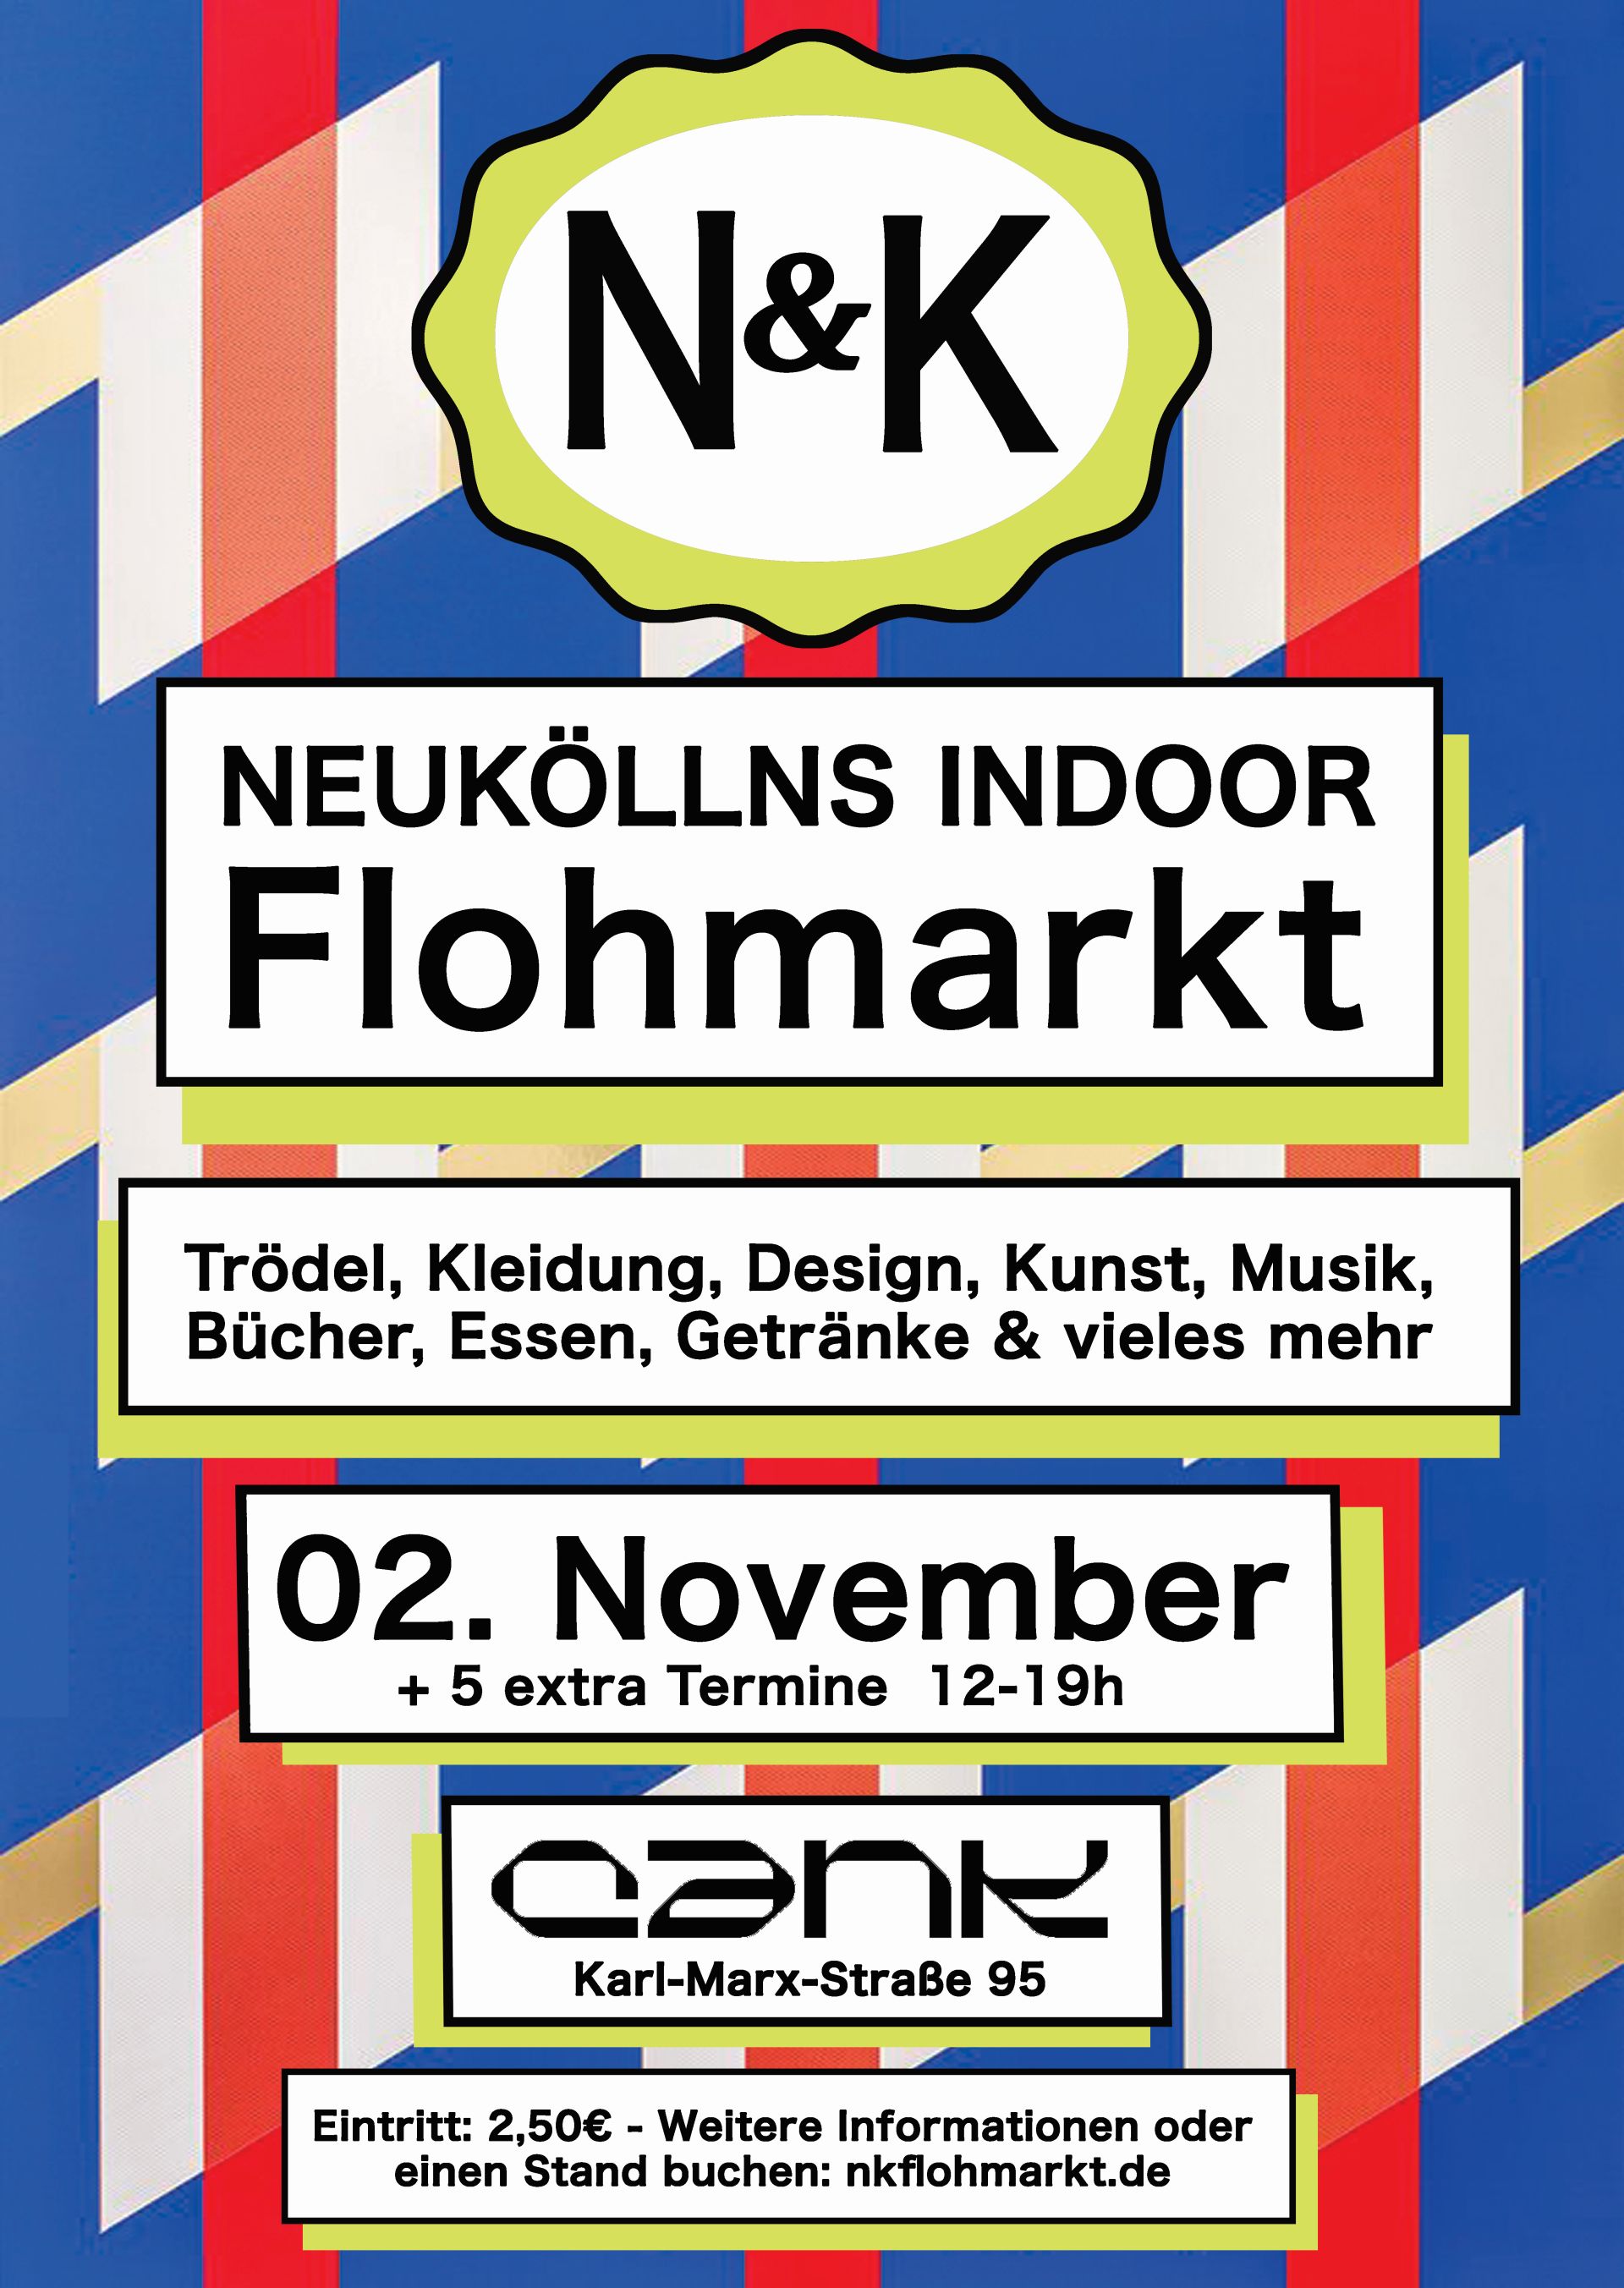 N&K
NEUKÖLLNS INDOOR
Flohmarkt
Trödel, Kleidung, Design, Kunst, Musik,
Bücher, Essen, Getränke & vieles mehr
02. November
+ 5 extra Termine 12-19h
cank
Karl-Marx-Straße 95
Eintritt: 2,50€ - Weitere Informationen oder
einen Stand buchen: nkflohmarkt.de